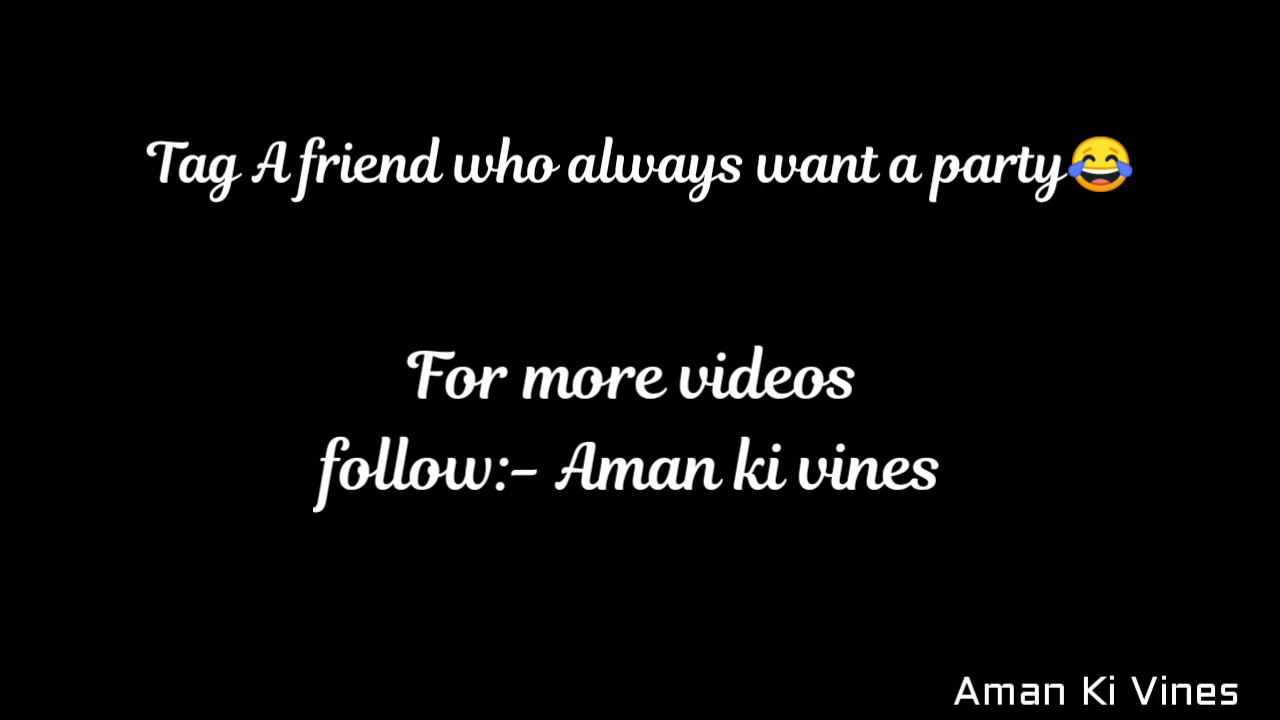 Tag A friend who always want a party😂
For more videos
follow:- Aman ki vines
Aman Ki Vines